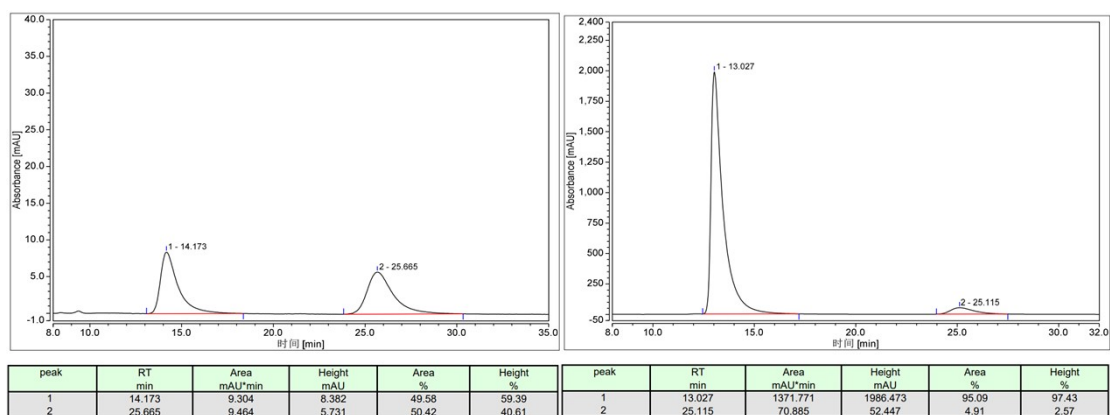 40.0
35.0
30.0
25.0
20.0
15.0
10.0
5.0
-1.0
Absorbance [mAU]
1 - 14.173
2 - 25.665
8.0 10.0 15.0 20.0 25.0 30.0 35.0
时间 [min]
peak RT Area Height Area Height
min mAU*min mAU % %
1 14.173 9.304 8.382 49.58 59.39
2 25.665 9.464 5.731 50.42 40.61
2,400
2,250
2,000
1,750
1,500
1,250
1,000
750
500
250
-50
Absorbance [mAU]
1 - 13.027
2 - 25.115
8.0 10.0 15.0 20.0 25.0 30.0 32.0
时间 [min]
peak RT Area Height Area Height
min mAU*min mAU % %
1 13.027 1371.771 1986.473 95.09 97.43
2 25.115 70.885 52.447 4.91 2.57